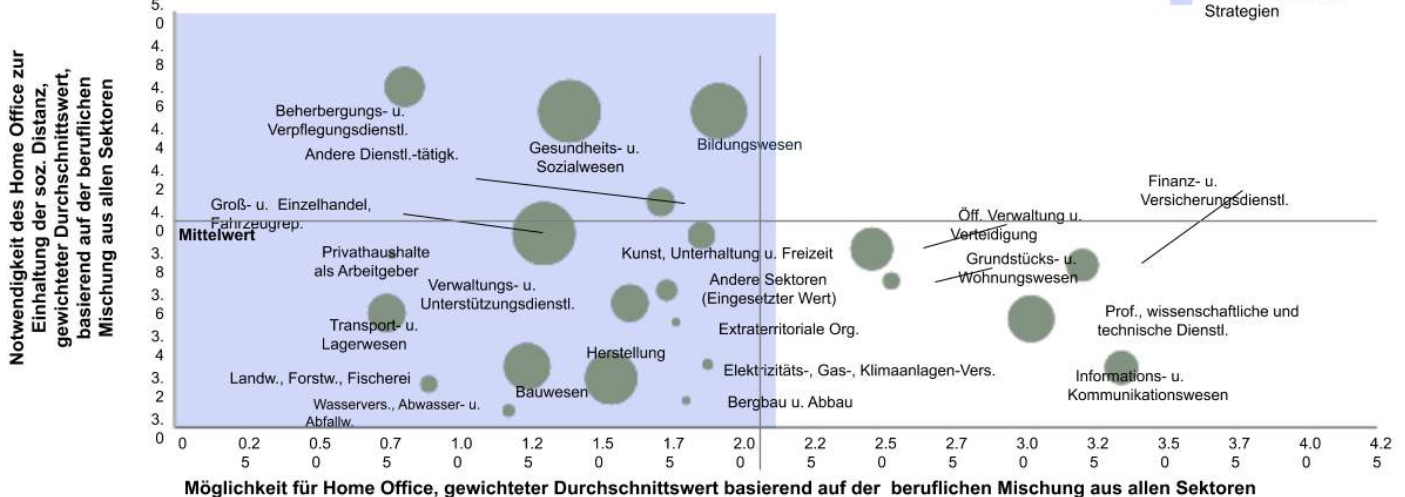 Strategien
Notwendigkeit des Home Office zur
Einhaltung der soz. Distanz,
gewichteter Durchschnittswert,
basierend auf der beruflichen
Mischung aus allen Sektoren
5.
0
4.
8
4.
6
4.
4
4.
2
4.
0
3.
8
3.
6
3.
4
3.
2
3.
0
Beherbergungs- u.
Verpflegungsdienstl.
Andere Dienstl.-tätigk.
Gesundheits- u.
Sozialwesen
Bildungswesen
Groß- u. Einzelhandel,
Fahrzeugrep.
Mittelwert
Finanz- u.
Versicherungsdienstl.
Öff. Verwaltung u.
Verteidigung
Privathaushalte
als Arbeitgeber
Kunst, Unterhaltung u. Freizeit
Grundstücks- u.
Wohnungswesen
Verwaltungs- u.
Unterstützungsdienstl.
Andere Sektoren
(Eingesetzter Wert)
Transport- u.
Lagerwesen
Extraterritoriale Org.
Prof., wissenschaftliche und
technische Dienstl.
Herstellung
Landw., Forstw., Fischerei
Bauwesen
Elektrizitäts-, Gas-, Klimaanlagen-Vers.
Informations- u.
Kommunikationswesen
Wasservers., Abwasser- u.
Abfallw.
Bergbau u. Abbau
0 0.2 0.5 0.7 1.0 1.2 1.5 1.7 2.0 2.2 2.5 2.7 3.0 3.2 3.5 3.7 4.0 4.2
5 0 5 0 5 0 5 0 5 0 5 0 5 0 5 0 5
Möglichkeit für Home Office, gewichteter Durchschnittswert basierend auf der beruflichen Mischung aus allen Sektoren